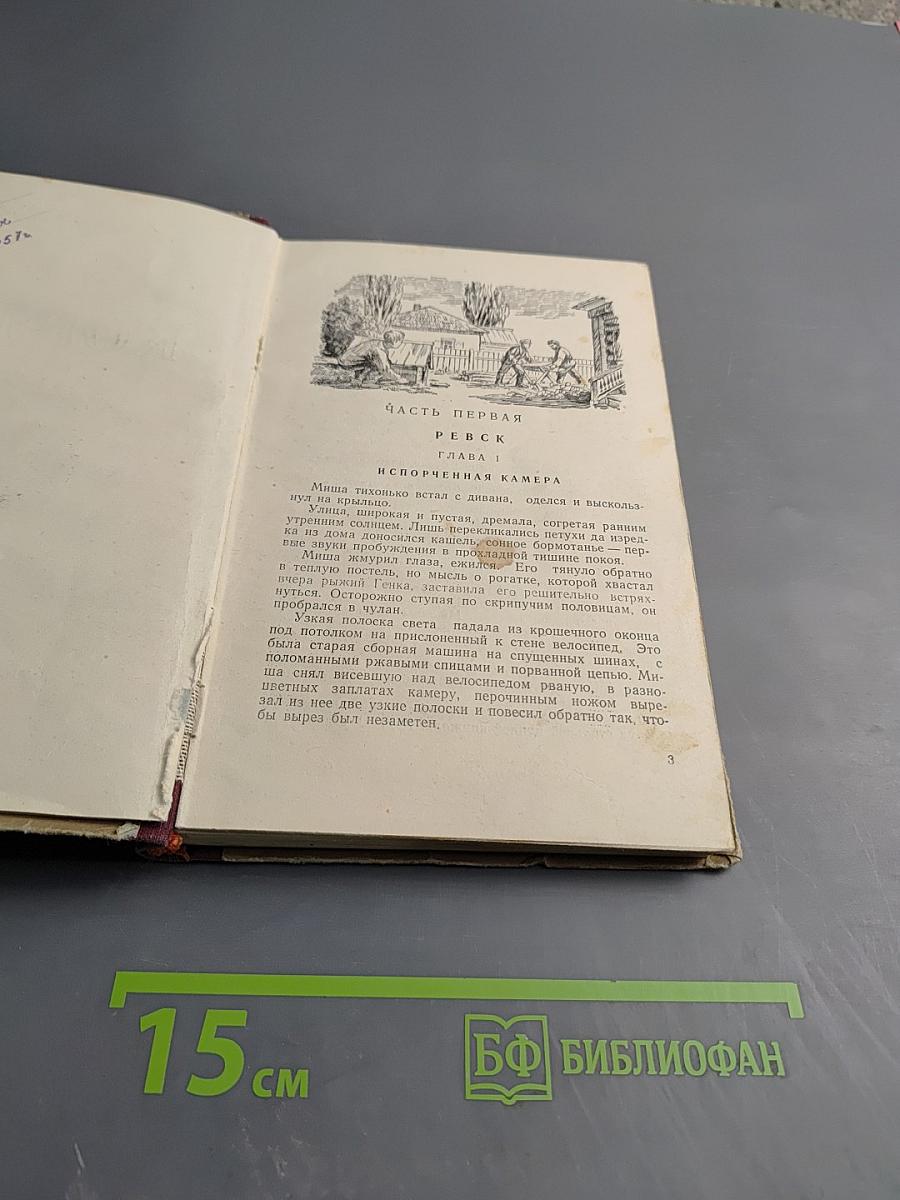 57г.
ЧАСТЬ ПЕРВАЯ
РЕВСК
ГЛАВА 1
ИСПОРЧЕННАЯ КАМЕРА
Миша тихонько встал с дивана, оделся и выскольз-
нул на крыльцо.
Улица, широкая и пустая, дремала, согретая ранним
утренним солнцем. Лишь перекликались петухи да изред-
ка из дома доносился кашель, сонное бормотанье — пер-
вые звуки пробуждения в прохладной тишине покоя.
Миша жмурил глаза, ежился. Его тянуло обратно
в теплую постель, но мысль о рогатке, которой хвастал
вчера рыжий Генка, заставила его решительно встрях-
нуться. Осторожно ступая по скрипучим половицам, он
пробрался в чулан.
Узкая полоска света падала из крошечного оконца
под потолком на прислоненный к стене велосипед. Это
была старая сборная машина на спущенных шинах, с
поломанными ржавыми спицами и порванной цепью. Ми-
ша снял висевшую над велосипедом рваную, в разно-
цветных заплатах камеру, перочинным ножом выре-
зал из нее две узкие полоски и повесил обратно так, что-
бы вырез был незаметен.
3
15 см
БФ БИБЛИОФАН